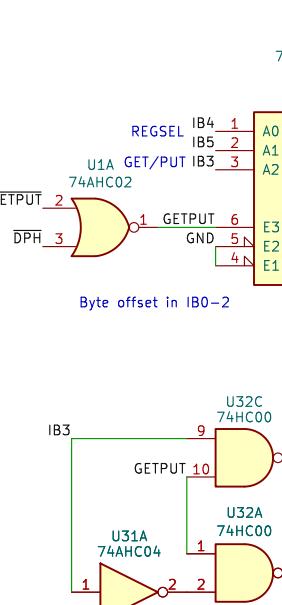 7
REGSEL IB4 1 A0
IB5 2 A1
GET/PUT IB3 3 A2
U1A
74AHC02
ETPUT 2
1 GETPUT 6 E3
DPH 3
GND 5 E2
4 E1
Byte offset in IB0-2
U32C
74HC00
IB3 9
GETPUT 10
U32A
74HC00
U31A
74AHC04
1
1 2 2